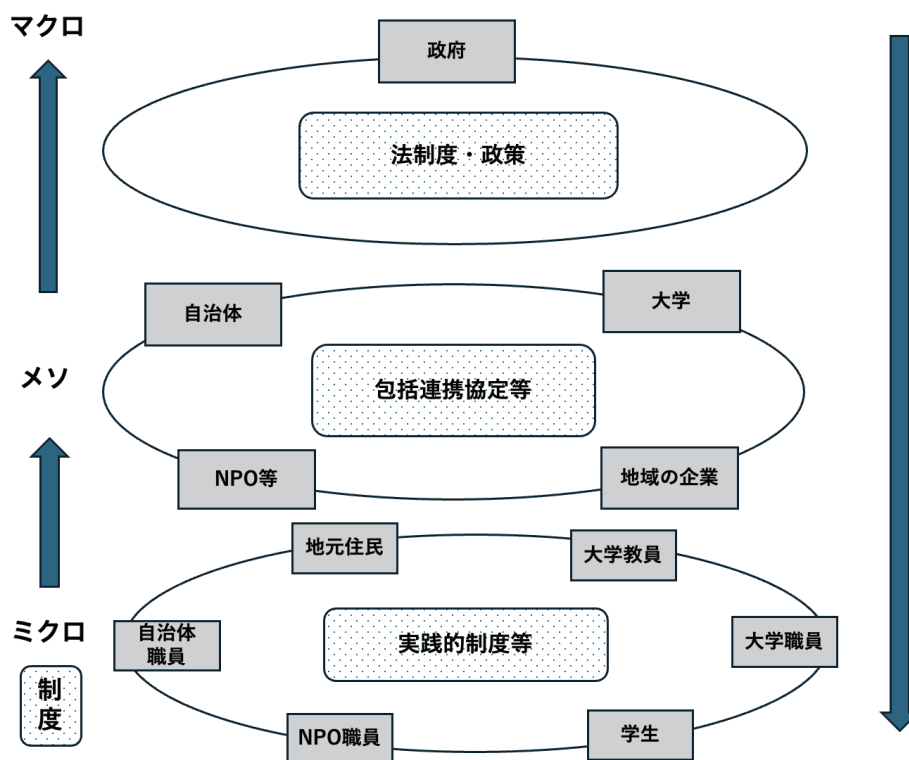 マクロ
政府
法制度・政策
自治体
大学
メソ
包括連携協定等
NPO等
地域の企業
地元住民
大学教員
ミクロ
自治体
職員
実践的制度等
大学職員
制
度
NPO職員
学生